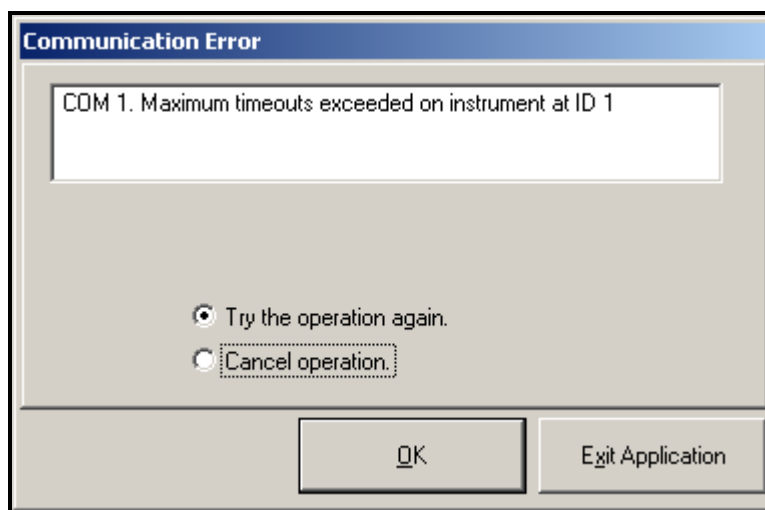 Communication Error
COM 1. Maximum timeouts exceeded on instrument at ID 1
Try the operation again.
Cancel operation.
OK
Exit Application